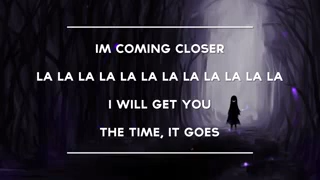 IM COMING CLOSER
LA LA LA LA LA LA LA LA LA LA LA LA
I WILL GET YOU
THE TIME, IT GOES